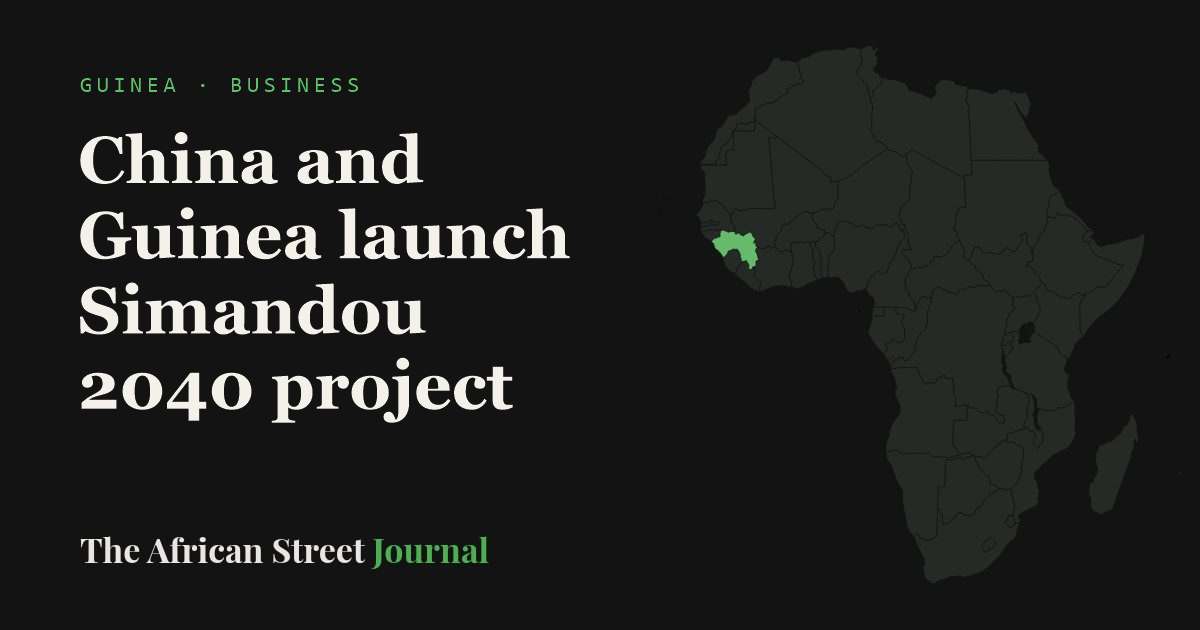 GUINEA · BUSINESS
China and
Guinea launch
Simandou
2040 project
The African Street Journal